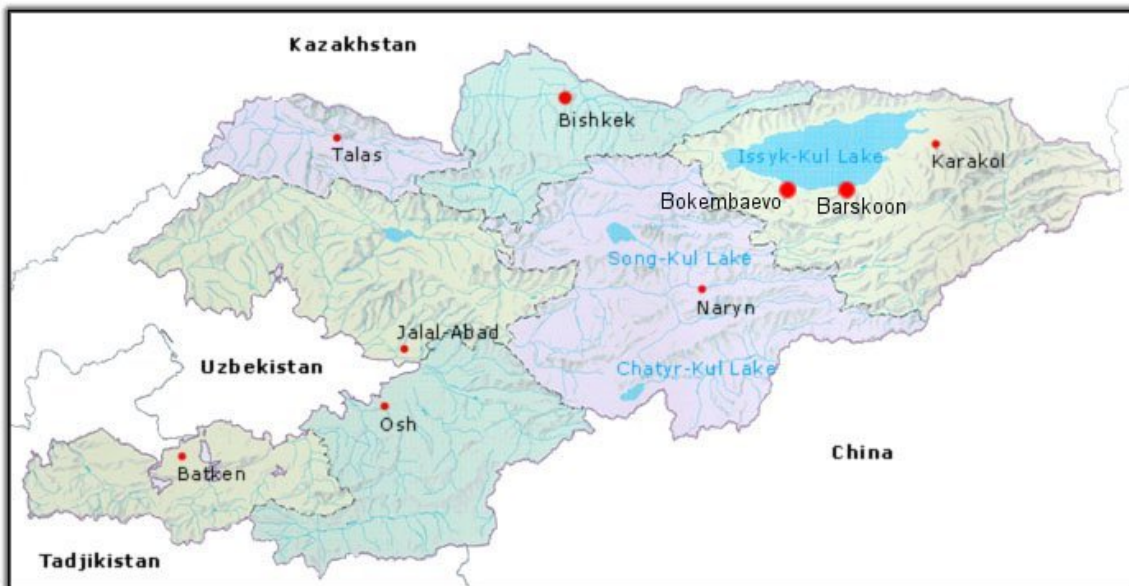 Kazakhstan
Bishkek
Talas
Issyk-Kul Lake
Karakol
Bokembaevo
Barskoon
Song-Kul Lake
Naryn
Jalal-Abad
Uzbekistan
Chatyr-Kul Lake
Osh
China
Batken
Tadjikistan